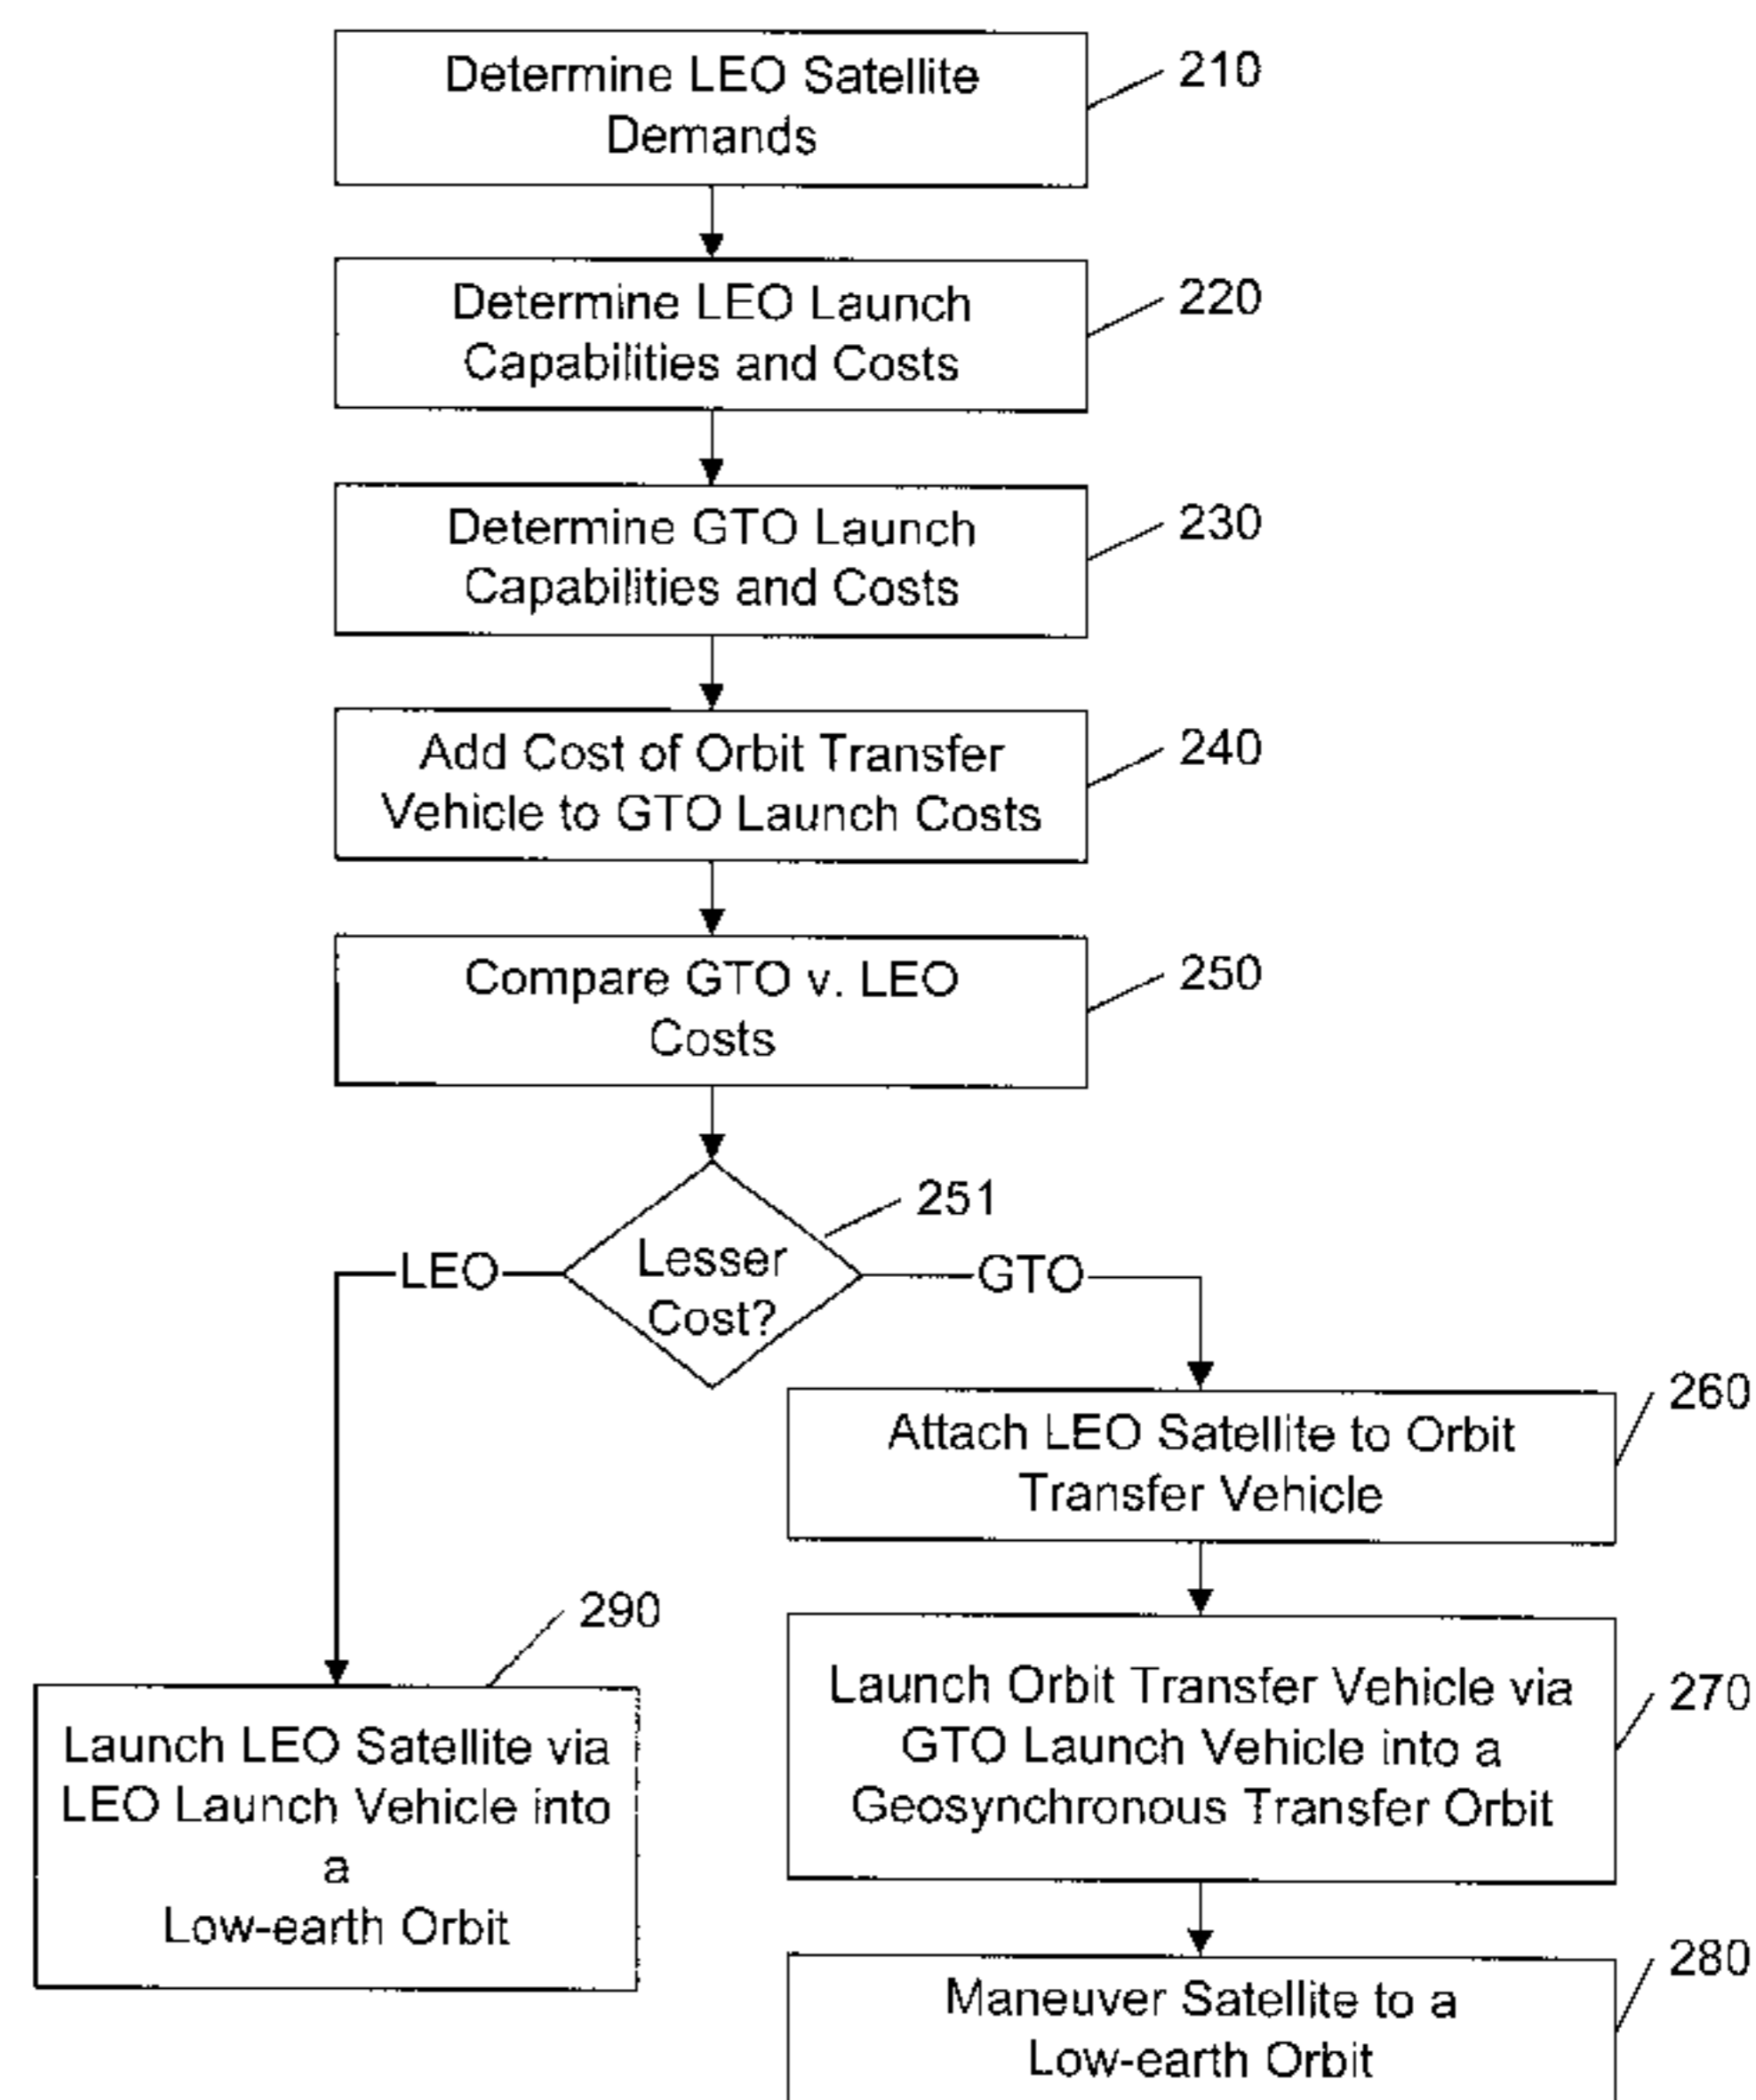 Determine LEO Satellite
Demands
210
Determine LEO Launch
Capabilities and Costs
220
Determine GTO Launch
Capabilities and Costs
230
Add Cost of Orbit Transfer
Vehicle to GTO Launch Costs
240
Compare GTO v. LEO
Costs
250
251
LEO
Lesser
Cost?
GTO
260
Attach LEO Satellite to Orbit
Transfer Vehicle
290
Launch LEO Satellite via
LEO Launch Vehicle into
a
Low-earth Orbit
270
Launch Orbit Transfer Vehicle via
GTO Launch Vehicle into a
Geosynchronous Transfer Orbit
280
Maneuver Satellite to a
Low-earth Orbit